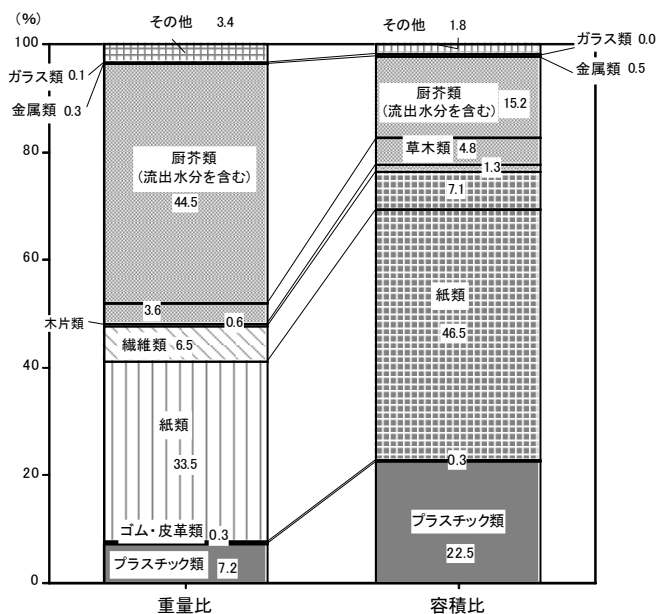 (%)
その他 3.4
その他 1.8
100
ガラス類 0.1
金属類 0.3
ガラス類 0.0
金属類 0.5
厨芥類
(流出水分を含む)
44.5
厨芥類
(流出水分を含む)
15.2
80
草木類 4.8
1.3
7.1
60
3.6
木片類
0.6
繊維類 6.5
紙類
46.5
40
紙類
33.5
20
0.3
ゴム・皮革類 0.3
プラスチック類
7.2
プラスチック類
22.5
0
重量比
容積比